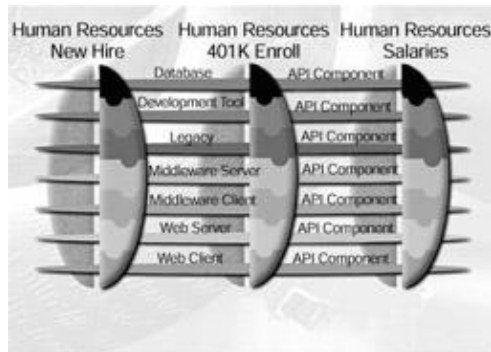 Human Resources
New Hire
Human Resources
401K Enroll
Human Resources
Salaries
Database
API Component
Development Tool
API Component
Legacy
API Component
Middleware Server
API Component
Middleware Client
API Component
Web Server
API Component
Web Client
API Component